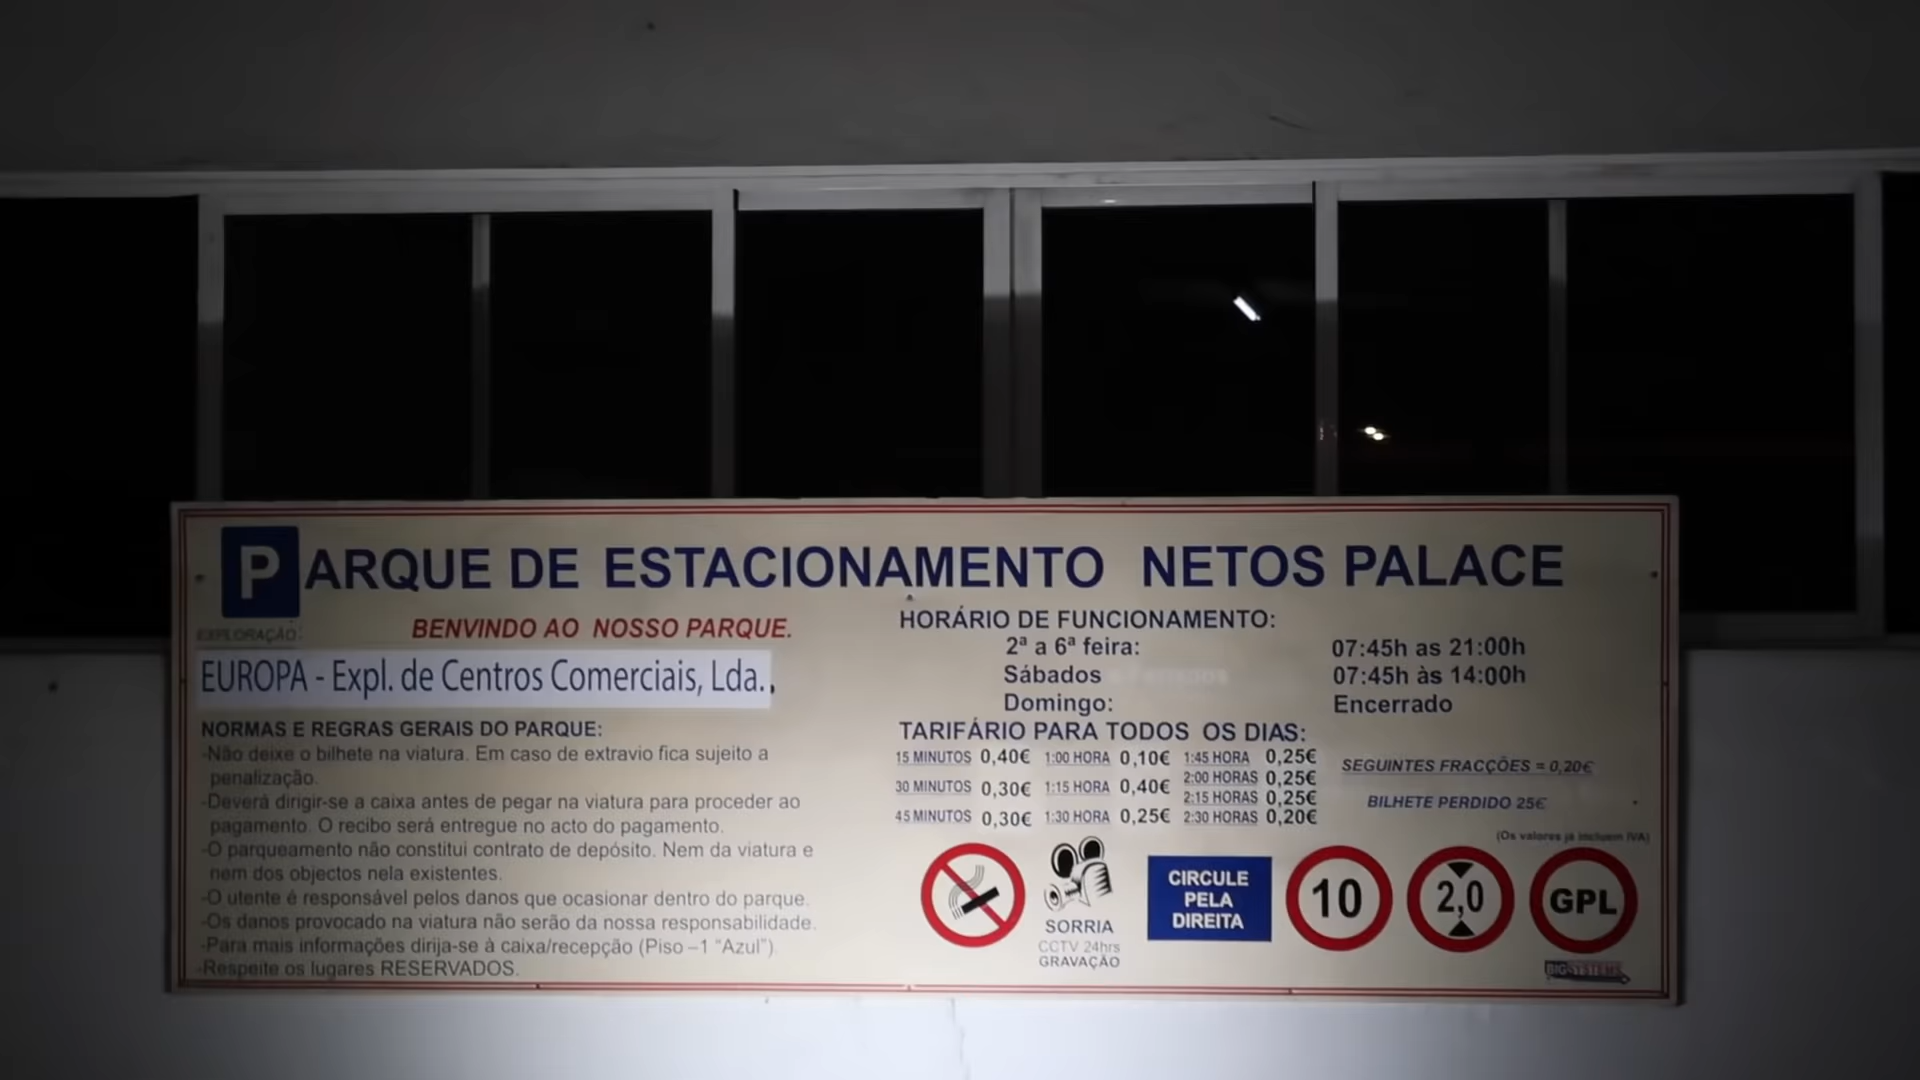 PARQUE DE ESTACIONAMENTO NETOS PALACE
EXPLORAÇÃO:
BENVINDO AO NOSSO PARQUE.
EUROPA - Expl. de Centros Comerciais, Lda.,
NORMAS E REGRAS GERAIS DO PARQUE:
-Não deixe o bilhete na viatura. Em caso de extravio fica sujeito a
penalização.
-Deverá dirigir-se a caixa antes de pegar na viatura para proceder ao
pagamento. O recibo será entregue no acto do pagamento.
-O parqueamento não constitui contrato de depósito. Nem da viatura e
nem dos objectos nela existentes.
-O utente é responsável pelos danos que ocasionar dentro do parque.
-Os danos provocado na viatura não serão da nossa responsabilidade.
-Para mais informações dirija-se à caixa/recepção (Piso –1 “Azul”).
-Respeite os lugares RESERVADOS.
HORÁRIO DE FUNCIONAMENTO:
2ª a 6ª feira: 07:45h as 21:00h
Sábados 07:45h às 14:00h
Domingo: Encerrado
TARIFÁRIO PARA TODOS OS DIAS:
15 MINUTOS 0,40€ 1:00 HORA 0,10€ 1:45 HORA 0,25€
2:00 HORAS 0,25€
30 MINUTOS 0,30€ 1:15 HORA 0,40€
2:15 HORAS 0,25€
45 MINUTOS 0,30€ 1:30 HORA 0,25€ 2:30 HORAS 0,20€
SEGUINTES FRACÇÕES = 0,20€
BILHETE PERDIDO 25€
(Os valores já incluem IVA)
SORRIA
CCTV 24hrs
GRAVAÇÃO
CIRCULE
PELA
DIREITA
10
2,0
GPL